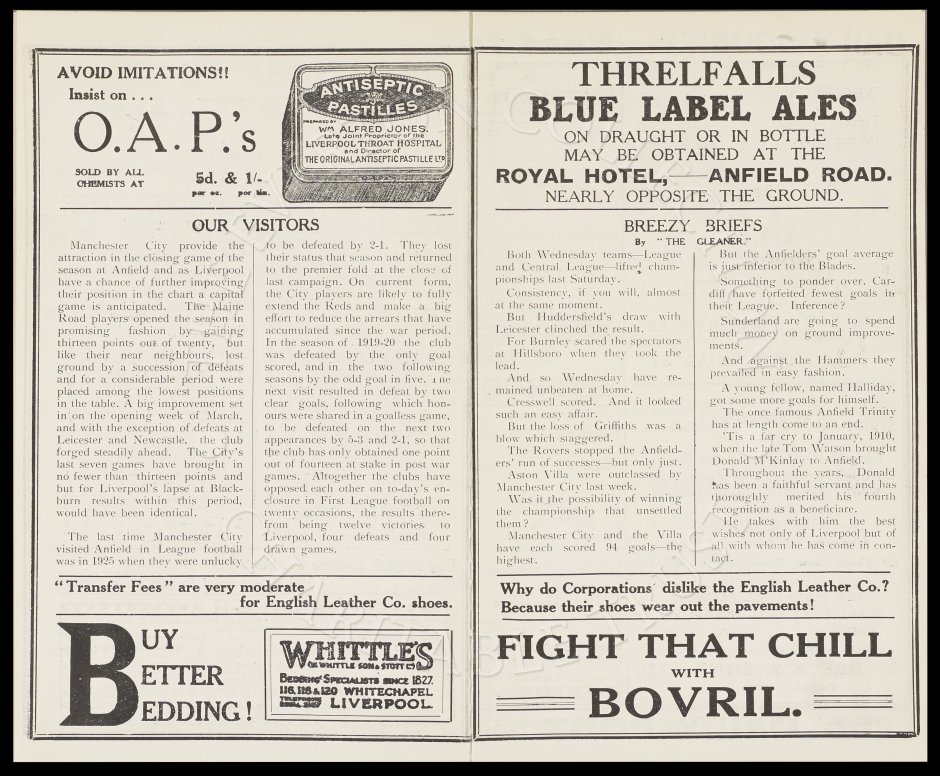 AVOID IMITATIONS!!
Insist on . . .
O.A.P.'s
SOLD BY ALL
CHEMISTS AT
5d. & 1/-
per oz. per tin.
ANTISEPTIC
PASTILLES
PREPARED BY
WM ALFRED JONES.
Late Joint Proprietor of the
LIVERPOOL THROAT HOSPITAL
and Director of
THE ORIGINAL ANTISEPTIC PASTILLE LTD
OUR VISITORS
Manchester City provide the
attraction in the closing game of the
season at Anfield and as Liverpool
have a chance of further improving
their position in the chart a capital
game is anticipated. The Maine
Road players opened the season in
promising fashion by gaining
thirteen points out of twenty, but
like their near neighbours, lost
ground by a succession of defeats
and for a considerable period were
placed among the lowest positions
in the table. A big improvement set
in on the opening week of March,
and with the exception of defeats at
Leicester and Newcastle, the club
forged steadily ahead. The City's
last seven games have brought in
no fewer than thirteen points and
but for Liverpool's lapse at Black-
burn results within this period,
would have been identical.
The last time Manchester City
visited Anfield in League football
was in 1925 when they were unlucky
to be defeated by 2-1. They lost
their status that season and returned
to the premier fold at the close of
last campaign. On current form,
the City players are likely to fully
extend the Reds and make a big
effort to reduce the arrears that have
accumulated since the war period.
In the season of 1919-20 the club
was defeated by the only goal
scored, and in the two following
seasons by the odd goal in five. The
next visit resulted in defeat by two
clear goals, following which hon-
ours were shared in a goalless game,
to be defeated on the next two
appearances by 5-3 and 2-1, so that
the club has only obtained one point
out of fourteen at stake in post war
games. Altogether the clubs have
opposed each other on to-day's en-
closure in First League football on
twenty occasions, the results there-
from being twelve victories to
Liverpool, four defeats and four
drawn games.
"Transfer Fees" are very moderate
for English Leather Co. shoes.
BUY
BETTER
BEDDING!
WHITTLE'S
(WHITTLE SON & STOTT LD)
BEDDING SPECIALISTS SINCE 1827.
116, 118 & 120 WHITECHAPEL
LIVERPOOL.
THRELFALLS
BLUE LABEL ALES
ON DRAUGHT OR IN BOTTLE
MAY BE OBTAINED AT THE
ROYAL HOTEL,—ANFIELD ROAD.
NEARLY OPPOSITE THE GROUND.
BREEZY BRIEFS
By "THE GLEANER."
Both Wednesday teams—League
and Central League—lifted cham-
pionships last Saturday.
Consistency, if you will, almost
at the same moment.
But Huddersfield's draw with
Leicester clinched the result.
For Burnley scared the spectators
at Hillsboro when they took the
lead.
And so Wednesday have re-
mained unbeaten at home.
Cresswell scored. And it looked
such an easy affair.
But the loss of Griffiths was a
blow which staggered.
The Rovers stopped the Anfield-
ers' run of successes—but only just.
Aston Villa were outclassed by
Manchester City last week.
Was it the possibility of winning
the championship that unsettled
them?
Manchester City and the Villa
have each scored 94 goals—the
highest.
But the Anfielders' goal average
is just inferior to the Blades.
Something to ponder over. Car-
diff have forfeited fewest goals in
their League. Inference?
Sunderland are going to spend
much money on ground improve-
ments.
And against the Hammers they
prevailed in easy fashion.
A young fellow, named Halliday,
got some more goals for himself.
The once famous Anfield Trinity
has at length come to an end.
'Tis a far cry to January, 1910,
when the late Tom Watson brought
Donald M'Kinlay to Anfield.
Throughout the years, Donald
has been a faithful servant and has
thoroughly merited his fourth
recognition as a beneficiare.
He takes with him the best
wishes not only of Liverpool but of
all with whom he has come in con-
tact.
Why do Corporations dislike the English Leather Co.?
Because their shoes wear out the pavements!
FIGHT THAT CHILL
WITH
BOVRIL.